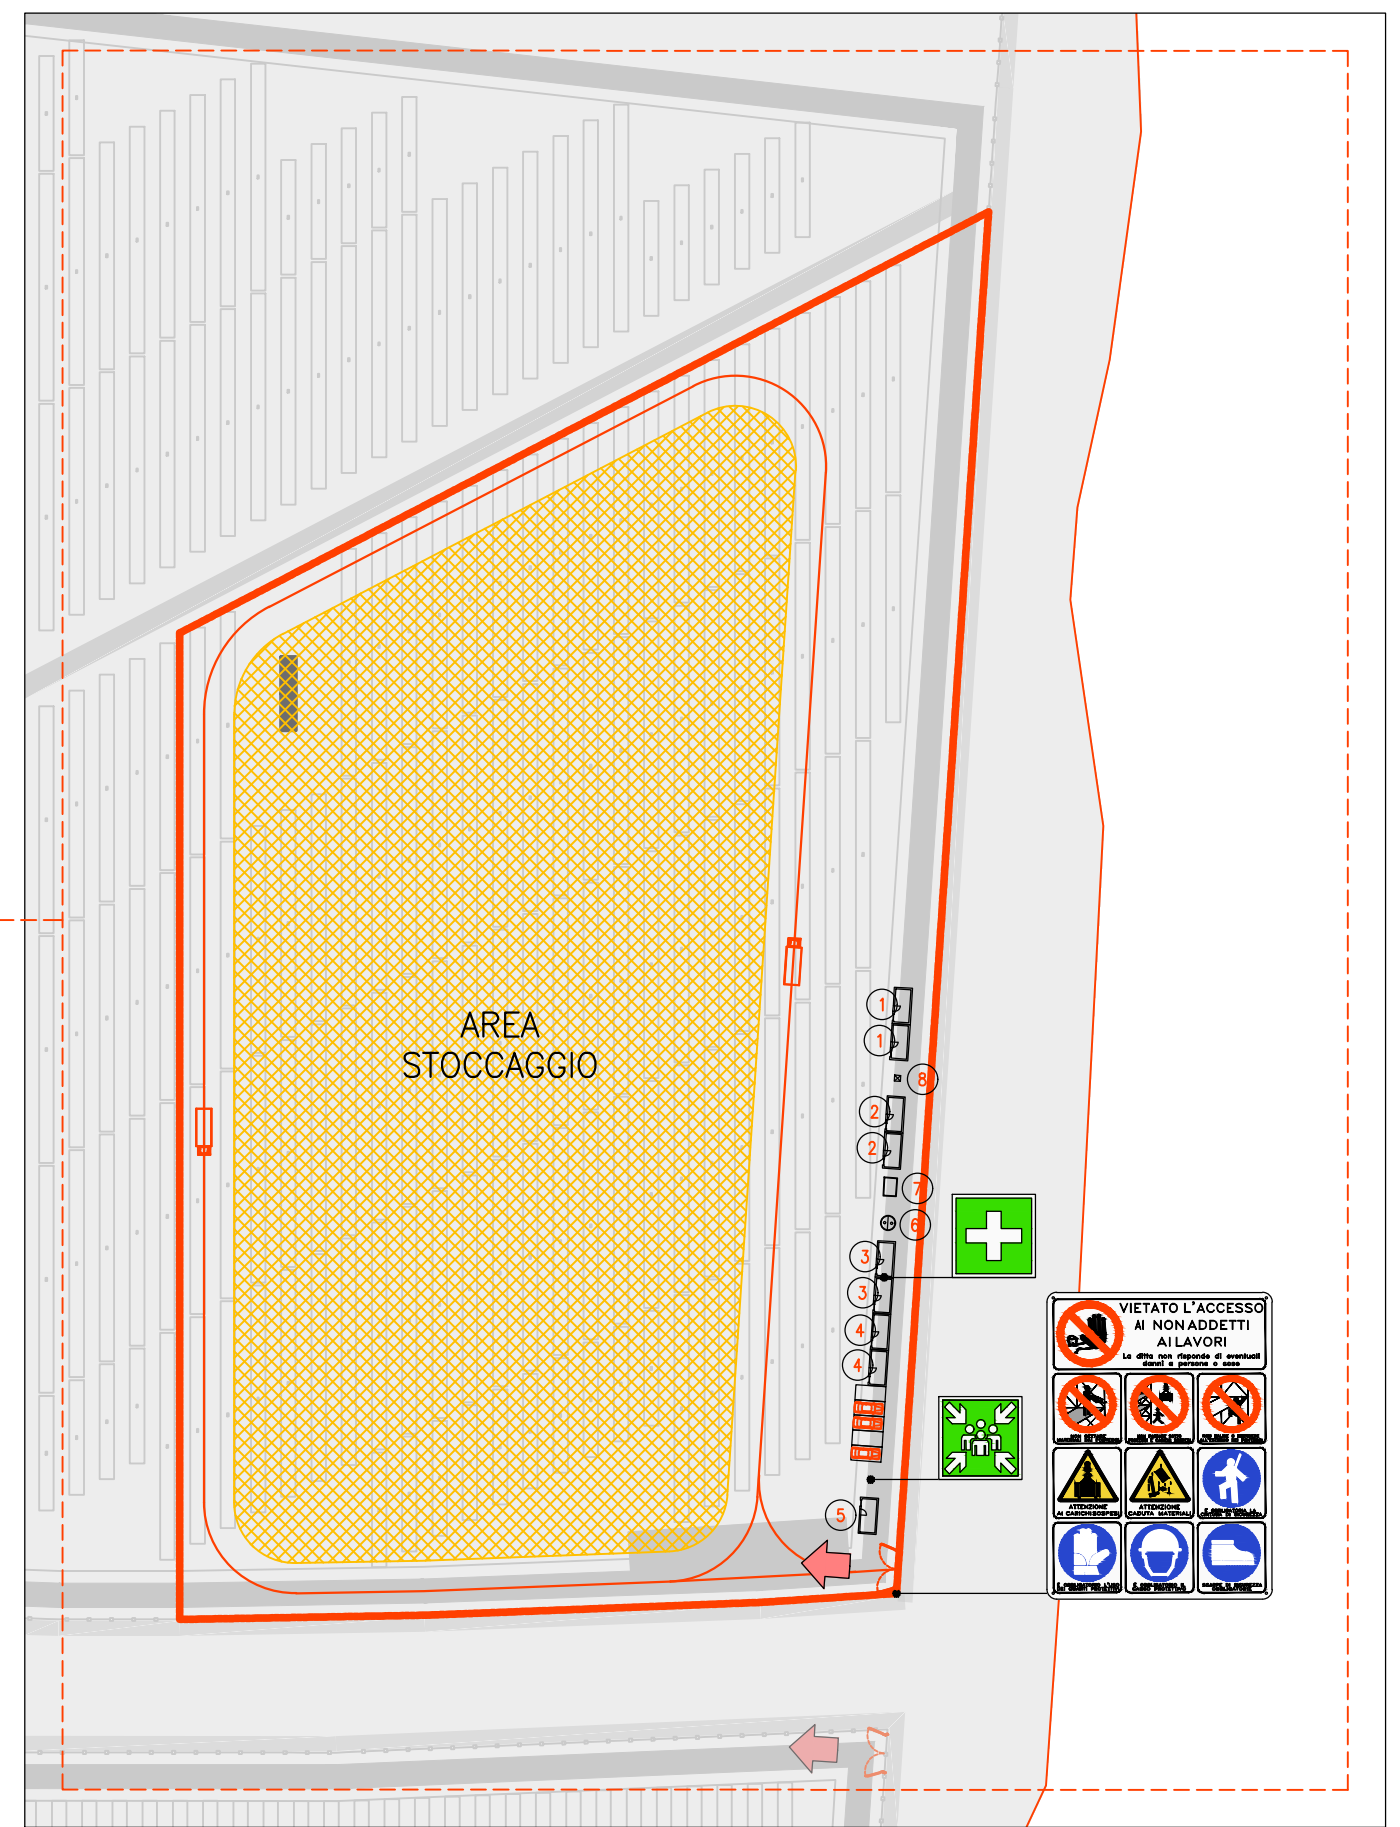 AREA
STOCCAGGIO
1
1
8
2
2
7
6
3
3
4
4
5
VIETATO L'ACCESSO
AI NON ADDETTI
AI LAVORI
La ditta non risponde di eventuali
danni a persone o cose
ATTENZIONE
AI CARICHI SOSPESI
ATTENZIONE
CADUTA MATERIALI